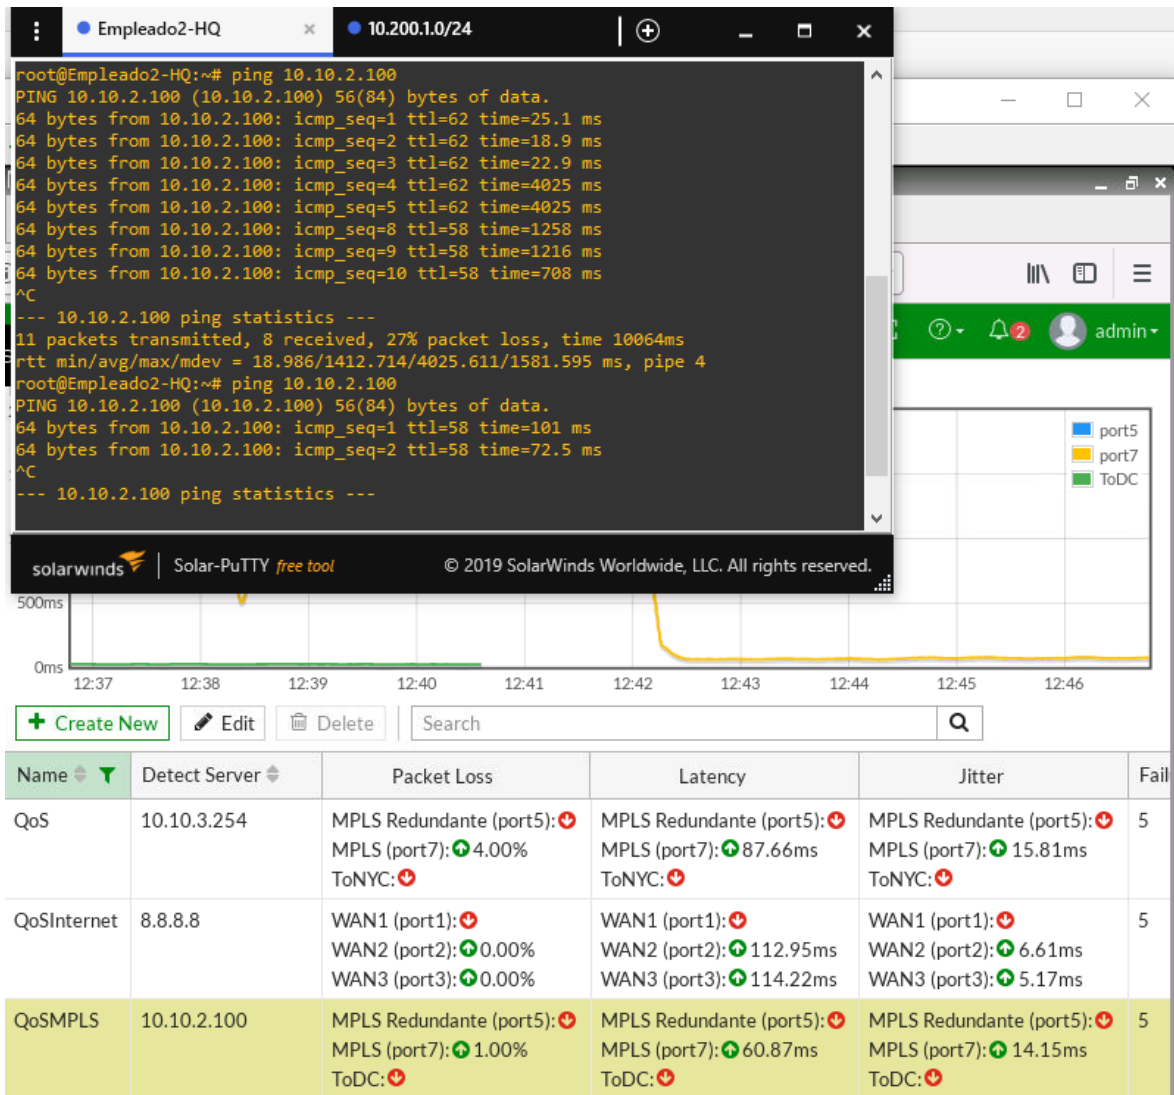 Empleado2-HQ
10.200.1.0/24
root@Empleado2-HQ:~# ping 10.10.2.100
PING 10.10.2.100 (10.10.2.100) 56(84) bytes of data.
64 bytes from 10.10.2.100: icmp_seq=1 ttl=62 time=25.1 ms
64 bytes from 10.10.2.100: icmp_seq=2 ttl=62 time=18.9 ms
64 bytes from 10.10.2.100: icmp_seq=3 ttl=62 time=22.9 ms
64 bytes from 10.10.2.100: icmp_seq=4 ttl=62 time=4025 ms
64 bytes from 10.10.2.100: icmp_seq=5 ttl=62 time=4025 ms
64 bytes from 10.10.2.100: icmp_seq=8 ttl=58 time=1258 ms
64 bytes from 10.10.2.100: icmp_seq=9 ttl=58 time=1216 ms
64 bytes from 10.10.2.100: icmp_seq=10 ttl=58 time=708 ms
^C
--- 10.10.2.100 ping statistics ---
11 packets transmitted, 8 received, 27% packet loss, time 10064ms
rtt min/avg/max/mdev = 18.986/1412.714/4025.611/1581.595 ms, pipe 4
root@Empleado2-HQ:~# ping 10.10.2.100
PING 10.10.2.100 (10.10.2.100) 56(84) bytes of data.
64 bytes from 10.10.2.100: icmp_seq=1 ttl=58 time=101 ms
64 bytes from 10.10.2.100: icmp_seq=2 ttl=58 time=72.5 ms
^C
--- 10.10.2.100 ping statistics ---
solarwinds Solar-PuTTY free tool © 2019 SolarWinds Worldwide, LLC. All rights reserved.
2 admin
port5
port7
ToDC
500ms
0ms
12:37 12:38 12:39 12:40 12:41 12:42 12:43 12:44 12:45 12:46
+ Create New Edit Delete Search
Name Detect Server Packet Loss Latency Jitter Fail
QoS 10.10.3.254 MPLS Redundante (port5): MPLS Redundante (port5): MPLS Redundante (port5): 5
MPLS (port7): 4.00% MPLS (port7): 87.66ms MPLS (port7): 15.81ms
ToNYC: ToNYC: ToNYC:
QoSInternet 8.8.8.8 WAN1 (port1): WAN1 (port1): WAN1 (port1): 5
WAN2 (port2): 0.00% WAN2 (port2): 112.95ms WAN2 (port2): 6.61ms
WAN3 (port3): 0.00% WAN3 (port3): 114.22ms WAN3 (port3): 5.17ms
QoSMPLS 10.10.2.100 MPLS Redundante (port5): MPLS Redundante (port5): MPLS Redundante (port5): 5
MPLS (port7): 1.00% MPLS (port7): 60.87ms MPLS (port7): 14.15ms
ToDC: ToDC: ToDC: